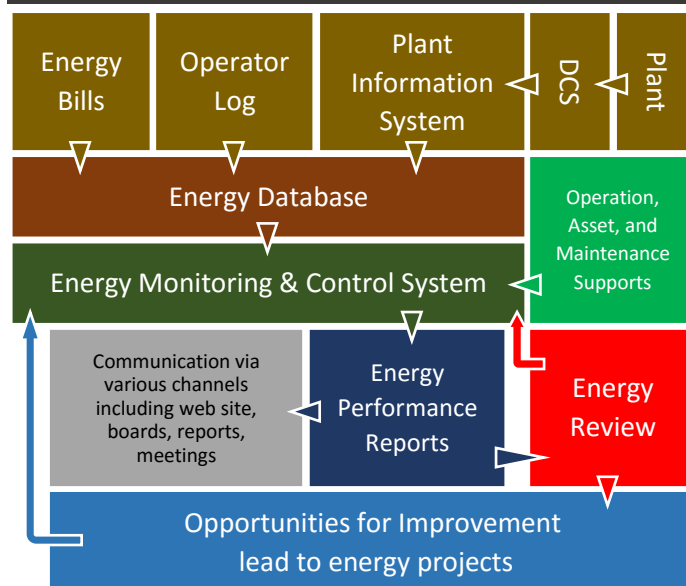 Energy
Bills
Operator
Log
Plant
Information
System
DCS
Plant
Energy Database
Operation,
Asset, and
Maintenance
Supports
Energy Monitoring & Control System
Communication via
various channels
including web site,
boards, reports,
meetings
Energy
Performance
Reports
Energy
Review
Opportunities for Improvement
lead to energy projects